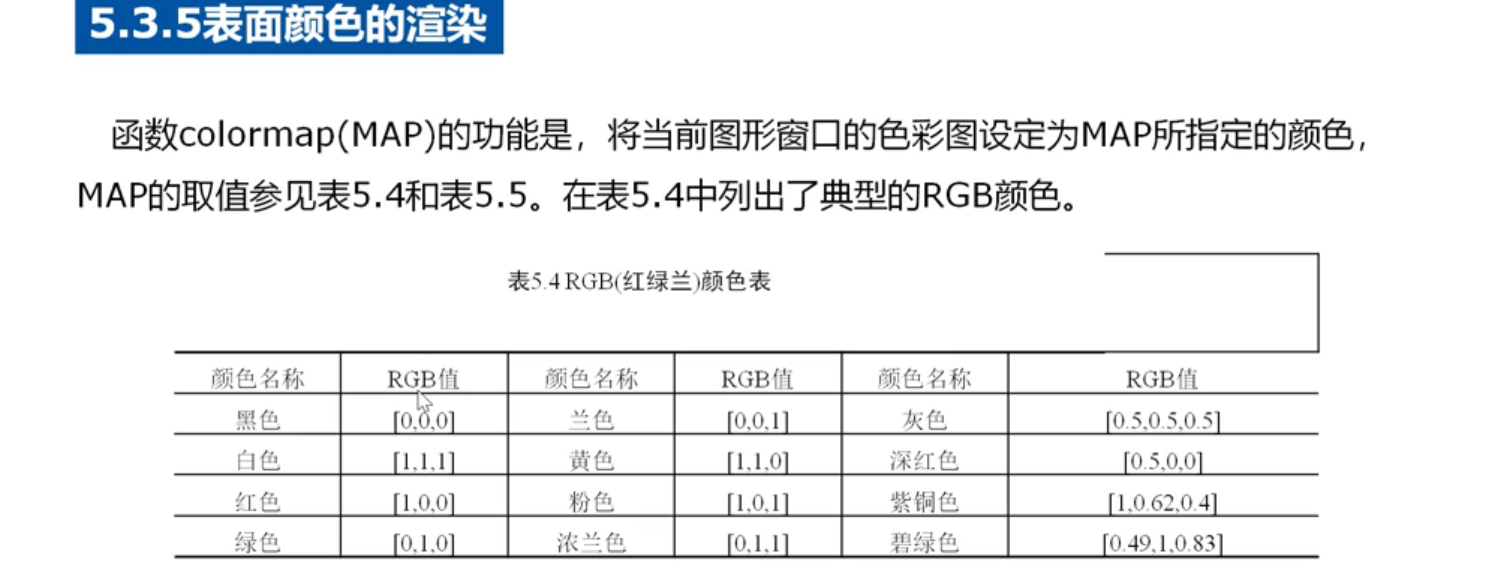 5.3.5表面颜色的渲染
函数colormap(MAP)的功能是，将当前图形窗口的色彩图设定为MAP所指定的颜色，
MAP的取值参见表5.4和表5.5。在表5.4中列出了典型的RGB颜色。
表5.4 RGB(红绿兰)颜色表
颜色名称 RGB值 颜色名称 RGB值 颜色名称 RGB值
黑色 [0,0,0] 兰色 [0,0,1] 灰色 [0.5,0.5,0.5]
白色 [1,1,1] 黄色 [1,1,0] 深红色 [0.5,0,0]
红色 [1,0,0] 粉色 [1,0,1] 紫铜色 [1,0.62,0.4]
绿色 [0,1,0] 浓兰色 [0,1,1] 碧绿色 [0.49,1,0.83]